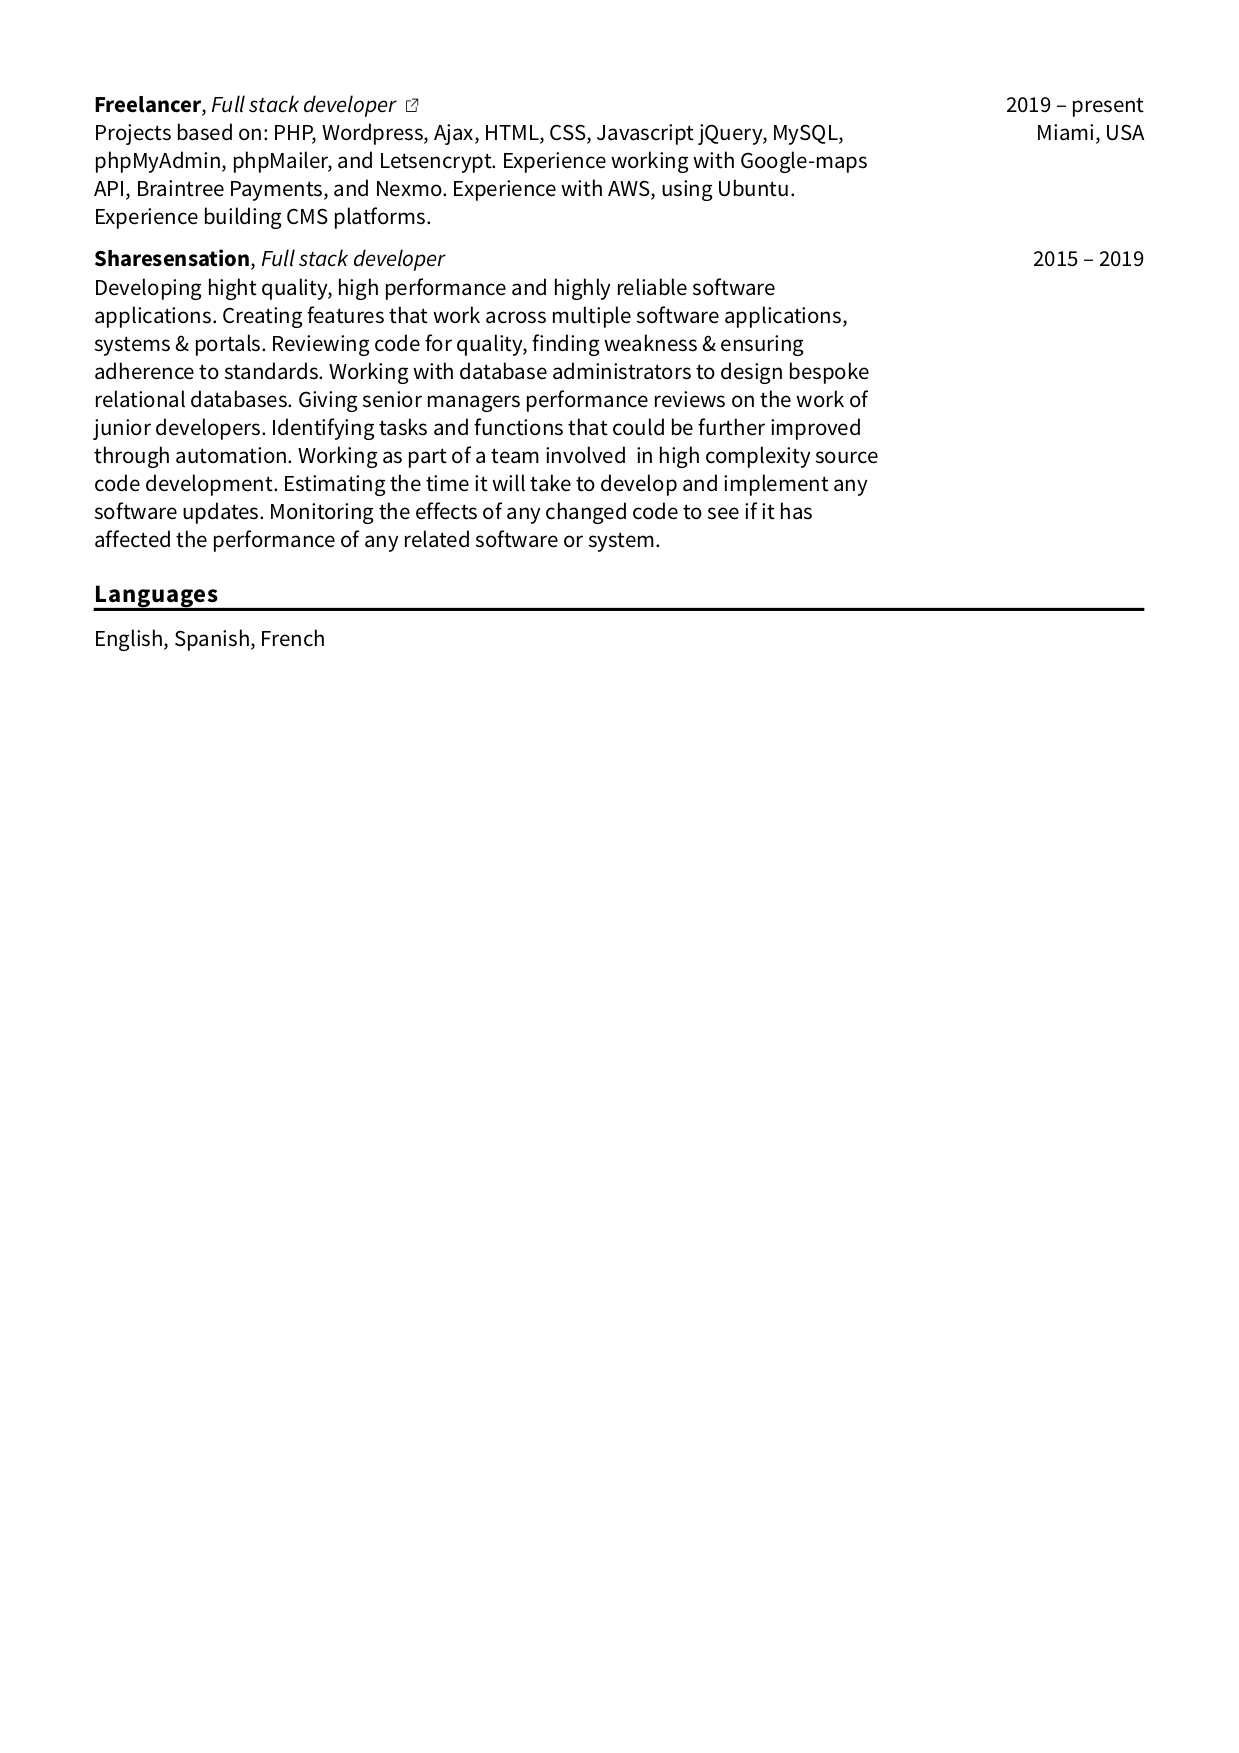 Freelancer, Full stack developer 2019 – present
Projects based on: PHP, Wordpress, Ajax, HTML, CSS, Javascript jQuery, MySQL, Miami, USA
phpMyAdmin, phpMailer, and Letsencrypt. Experience working with Google-maps
API, Braintree Payments, and Nexmo. Experience with AWS, using Ubuntu.
Experience building CMS platforms.
Sharesensation, Full stack developer 2015 – 2019
Developing hight quality, high performance and highly reliable software
applications. Creating features that work across multiple software applications,
systems & portals. Reviewing code for quality, finding weakness & ensuring
adherence to standards. Working with database administrators to design bespoke
relational databases. Giving senior managers performance reviews on the work of
junior developers. Identifying tasks and functions that could be further improved
through automation. Working as part of a team involved  in high complexity source
code development. Estimating the time it will take to develop and implement any
software updates. Monitoring the effects of any changed code to see if it has
affected the performance of any related software or system.
Languages
English, Spanish, French